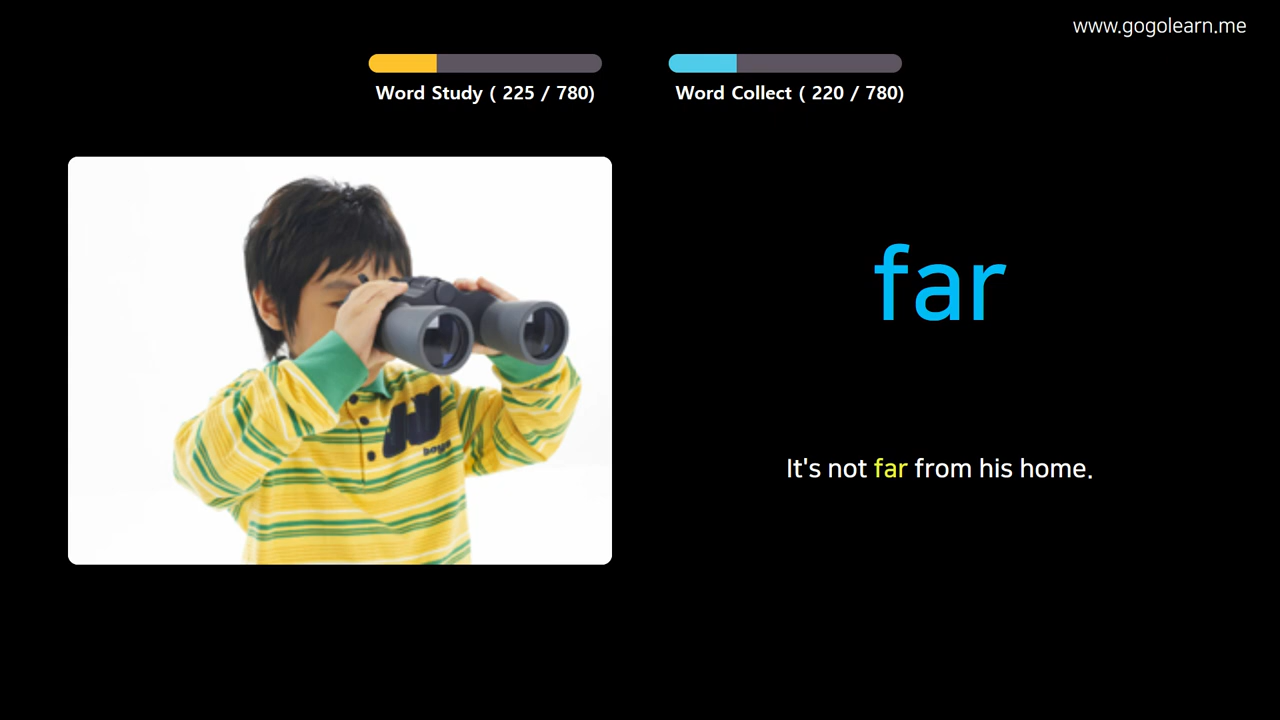 www.gogolearn.me
Word Study ( 225 / 780)
Word Collect ( 220 / 780)
far
It's not far from his home.